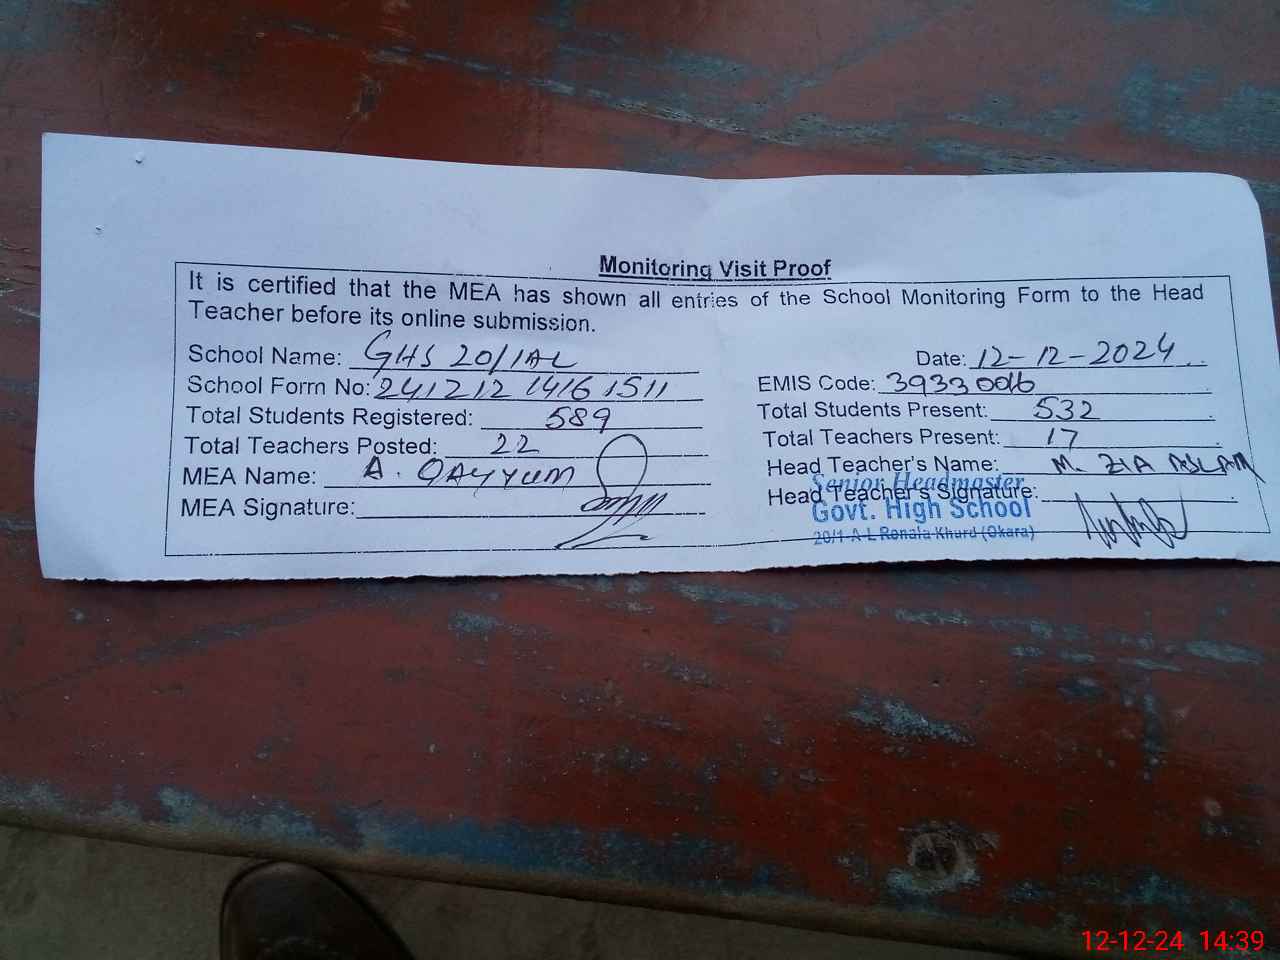 Monitoring Visit Proof
It is certified that the MEA has shown all entries of the School Monitoring Form to the Head
Teacher before its online submission.
School Name: GHS 20/1AL
Date: 12-12-2024
School Form No: 241212 1416 1511
EMIS Code: 39330016
Total Students Registered: 589
Total Students Present: 532
Total Teachers Posted: 22
Total Teachers Present: 17
MEA Name: A. QAYYUM
Head Teacher's Name: M. ZIA ASLAM
MEA Signature:
Head Teacher's Signature:
Senior Headmaster
Govt. High School
20/1-A-L Renala Khurd (Okara)
12-12-24 14:39